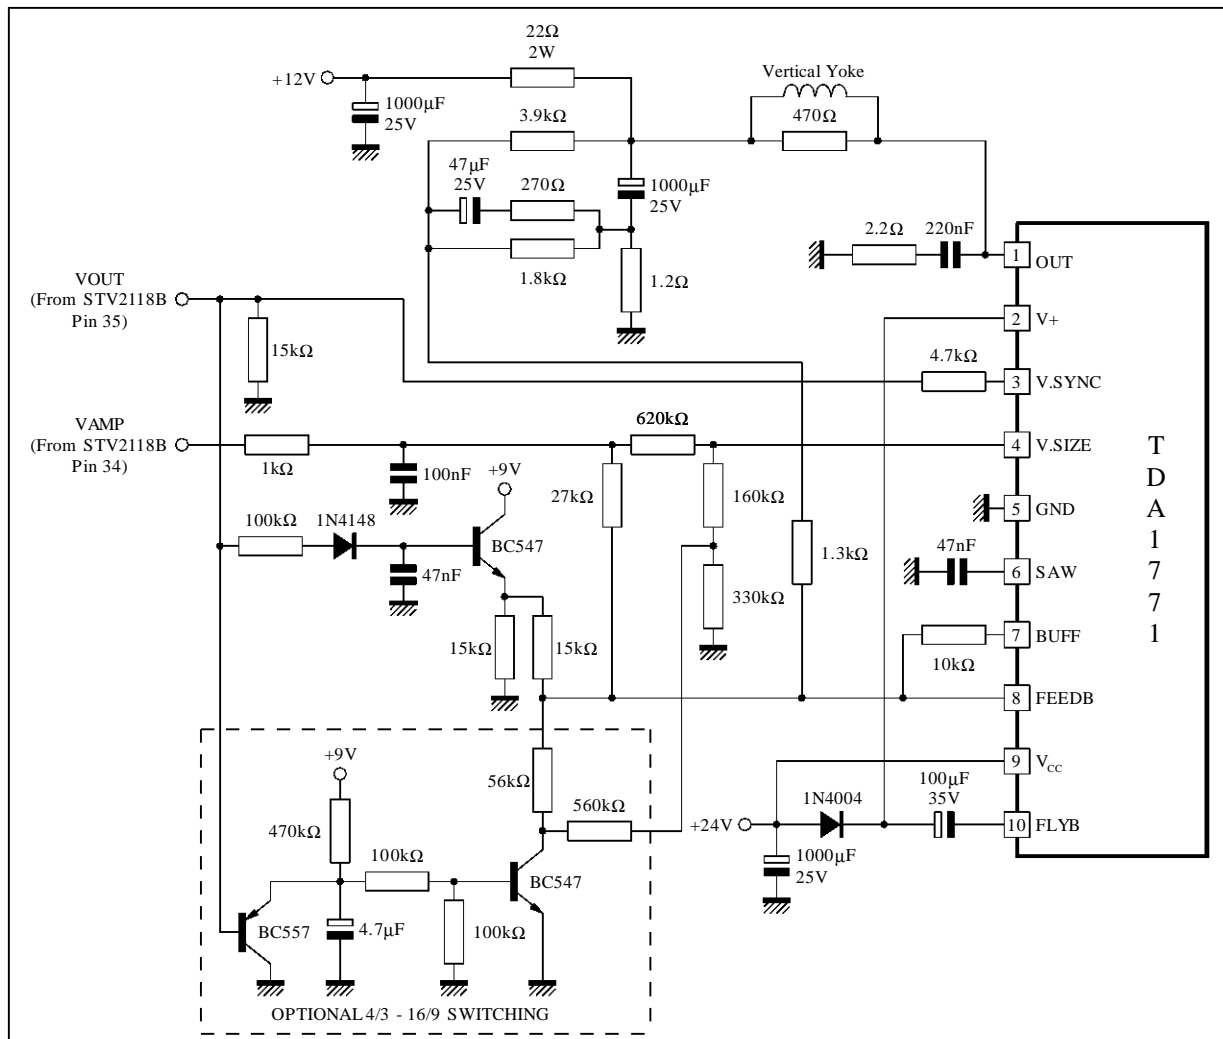 22Ω
2W
+12V
1000µF
25V
Vertical Yoke
3.9kΩ
470Ω
47µF
25V
270Ω
1000µF
25V
2.2Ω
220nF
1.8kΩ
1.2Ω
1
OUT
VOUT
(From STV2118B
Pin 35)
15kΩ
2
V+
4.7kΩ
3
V.SYNC
VAMP
(From STV2118B
Pin 34)
1kΩ
620kΩ
4
V.SIZE
100nF
+9V
27kΩ
160kΩ
5
GND
100kΩ
1N4148
BC547
47nF
1.3kΩ
47nF
6
SAW
330kΩ
15kΩ
15kΩ
7
BUFF
10kΩ
8
FEEDB
+9V
56kΩ
9
VCC
470kΩ
560kΩ
100µF
35V
1N4004
+24V
10
FLYB
1000µF
25V
100kΩ
BC547
BC557
4.7µF
100kΩ
OPTIONAL 4/3 - 16/9 SWITCHING
T
D
A
1
7
7
1